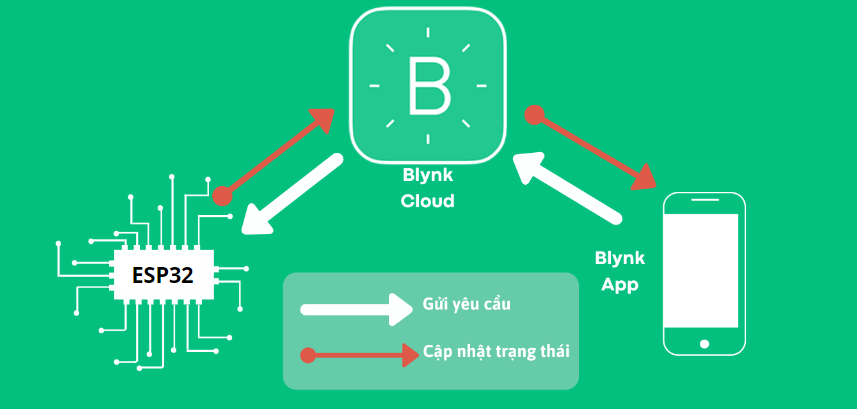 B
Blynk
Cloud
ESP32
Blynk
App
Gửi yêu cầu
Cập nhật trạng thái